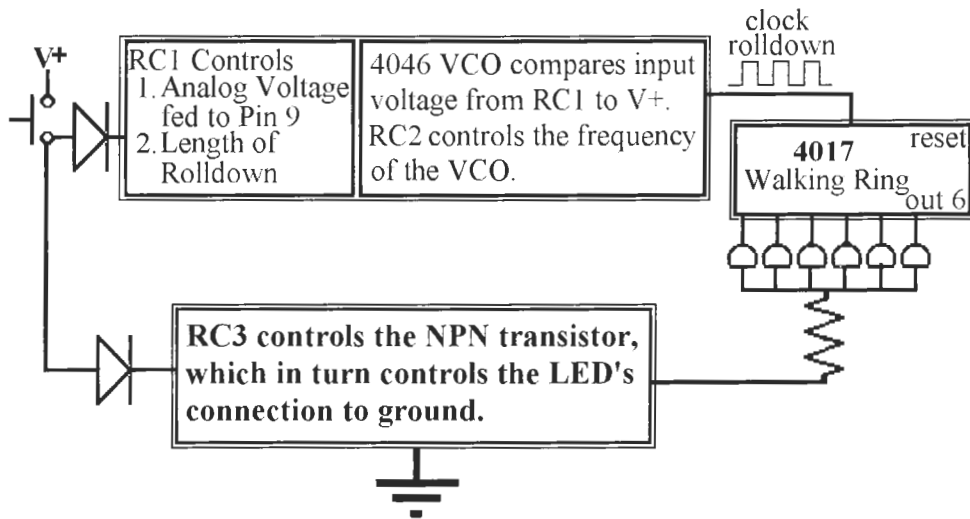 V+
RC1 Controls
1. Analog Voltage
fed to Pin 9
2. Length of
Rolldown
4046 VCO compares input
voltage from RC1 to V+.
RC2 controls the frequency
of the VCO.
clock
rolldown
reset
4017
Walking Ring
out 6
RC3 controls the NPN transistor,
which in turn controls the LED's
connection to ground.